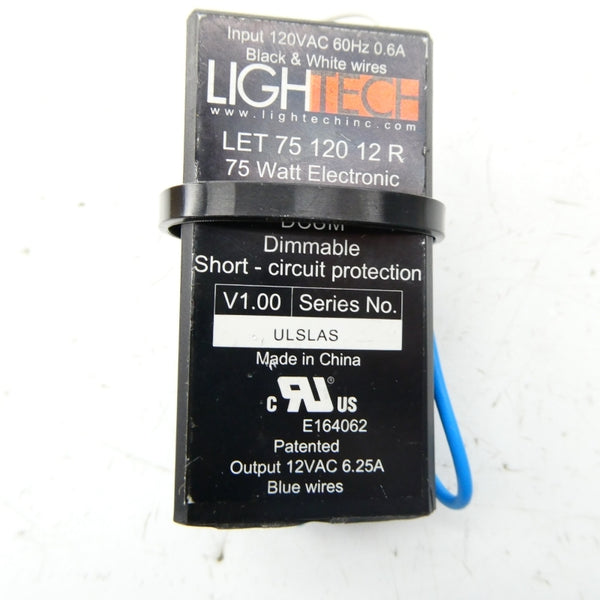 Input 120VAC 60Hz 0.6A
Black & White wires
LIGHTECH
www.lightechinc.com
LET 75 120 12 R
75 Watt Electronic
Dimmable
Short - circuit protection
V1.00 Series No.
ULSLAS
Made in China
c RU ® US
E164062
Patented
Output 12VAC 6.25A
Blue wires